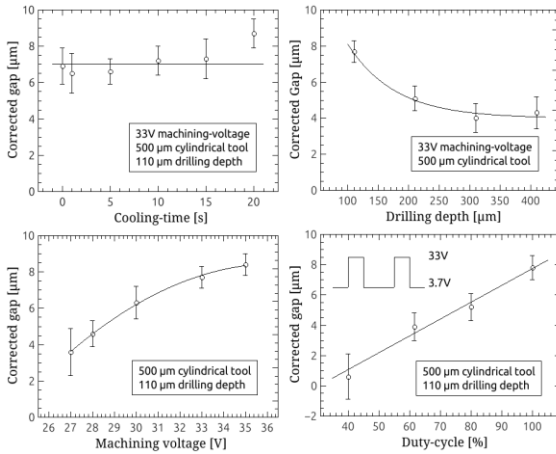 Corrected gap [µm]
10
8
6
4
2
0
33V machining-voltage
500 µm cylindrical tool
110 µm drilling depth
0 5 10 15 20
Cooling-time [s]
Corrected Gap [µm]
10
8
6
4
2
0
33V machining-voltage
500 µm cylindrical tool
100 150 200 250 300 350 400
Drilling depth [µm]
Corrected gap [µm]
10
8
6
4
2
0
500 µm cylindrical tool
110 µm drilling depth
26 27 28 29 30 31 32 33 34 35 36
Machining voltage [V]
Corrected gap [µm]
10
8
6
4
2
0
−2
33V
3.7V
500 µm cylindrical tool
110 µm drilling depth
40 50 60 70 80 90 100
Duty-cycle [%]